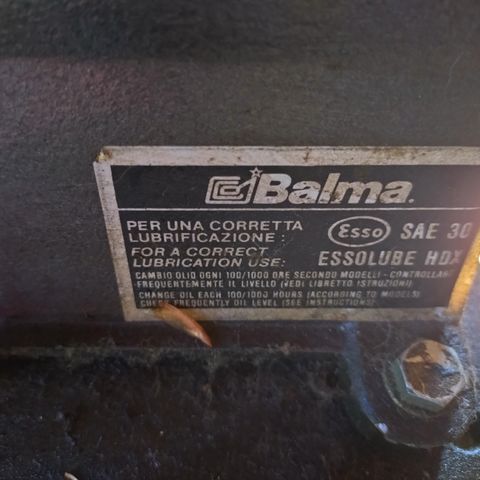 Balma.
PER UNA CORRETTA
LUBRIFICAZIONE:
Esso SAE 30
FOR A CORRECT
LUBRICATION USE:
ESSOLUBE HDX
CAMBIO OLIO OGNI 100/1000 ORE SECONDO MODELLI - CONTROLLARE
FREQUENTEMENTE IL LIVELLO (VEDI LIBRETTO ISTRUZIONI)
CHANGE OIL EACH 100/1000 HOURS (ACCORDING TO MODELS)
CHECK FREQUENTLY OIL LEVEL (SEE INSTRUCTIONS)